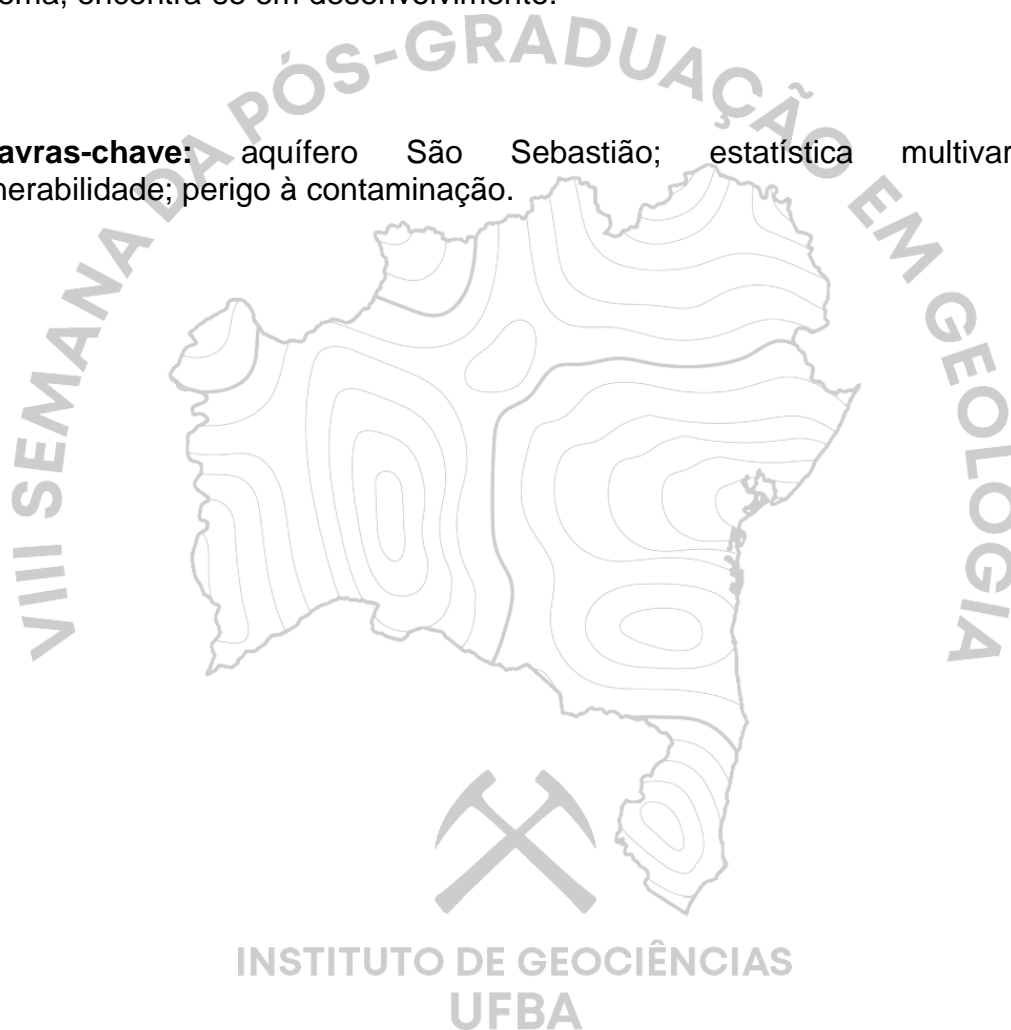 encontra-se em desenvolvimento.
VIII SEMANA DA PÓS-GRADUAÇÃO EM GEOLOGIA
avras-chave: aquífero São Sebastião; estatística multivar
nerabilidade; perigo à contaminação.
INSTITUTO DE GEOCIÊNCIAS
UFBA